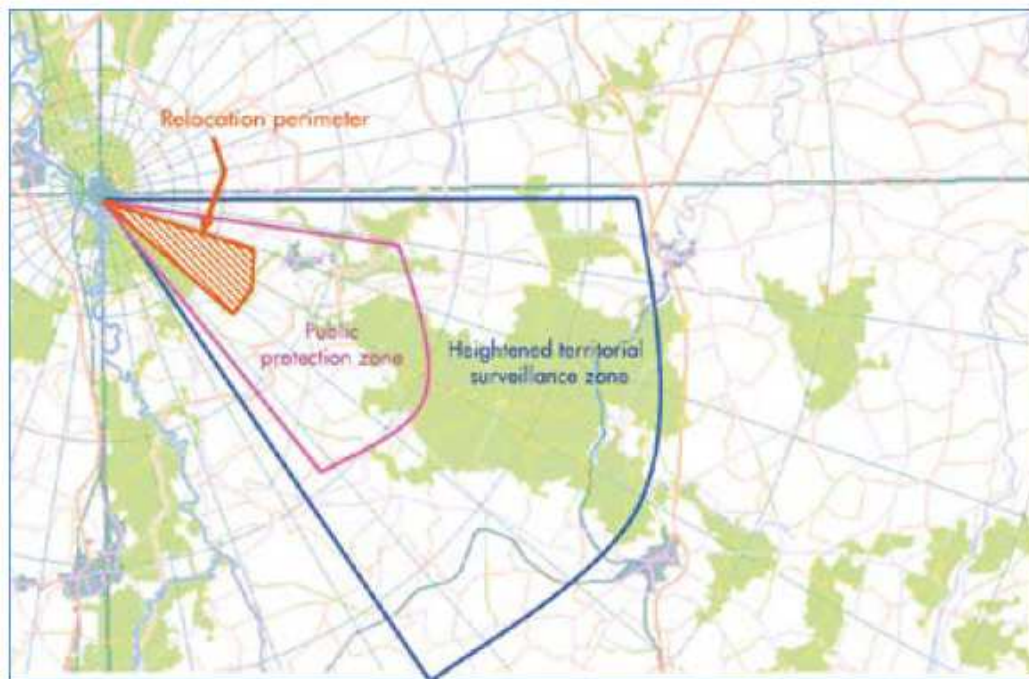 Relocation perimeter
Public
protection zone
Heightened territorial
surveillance zone